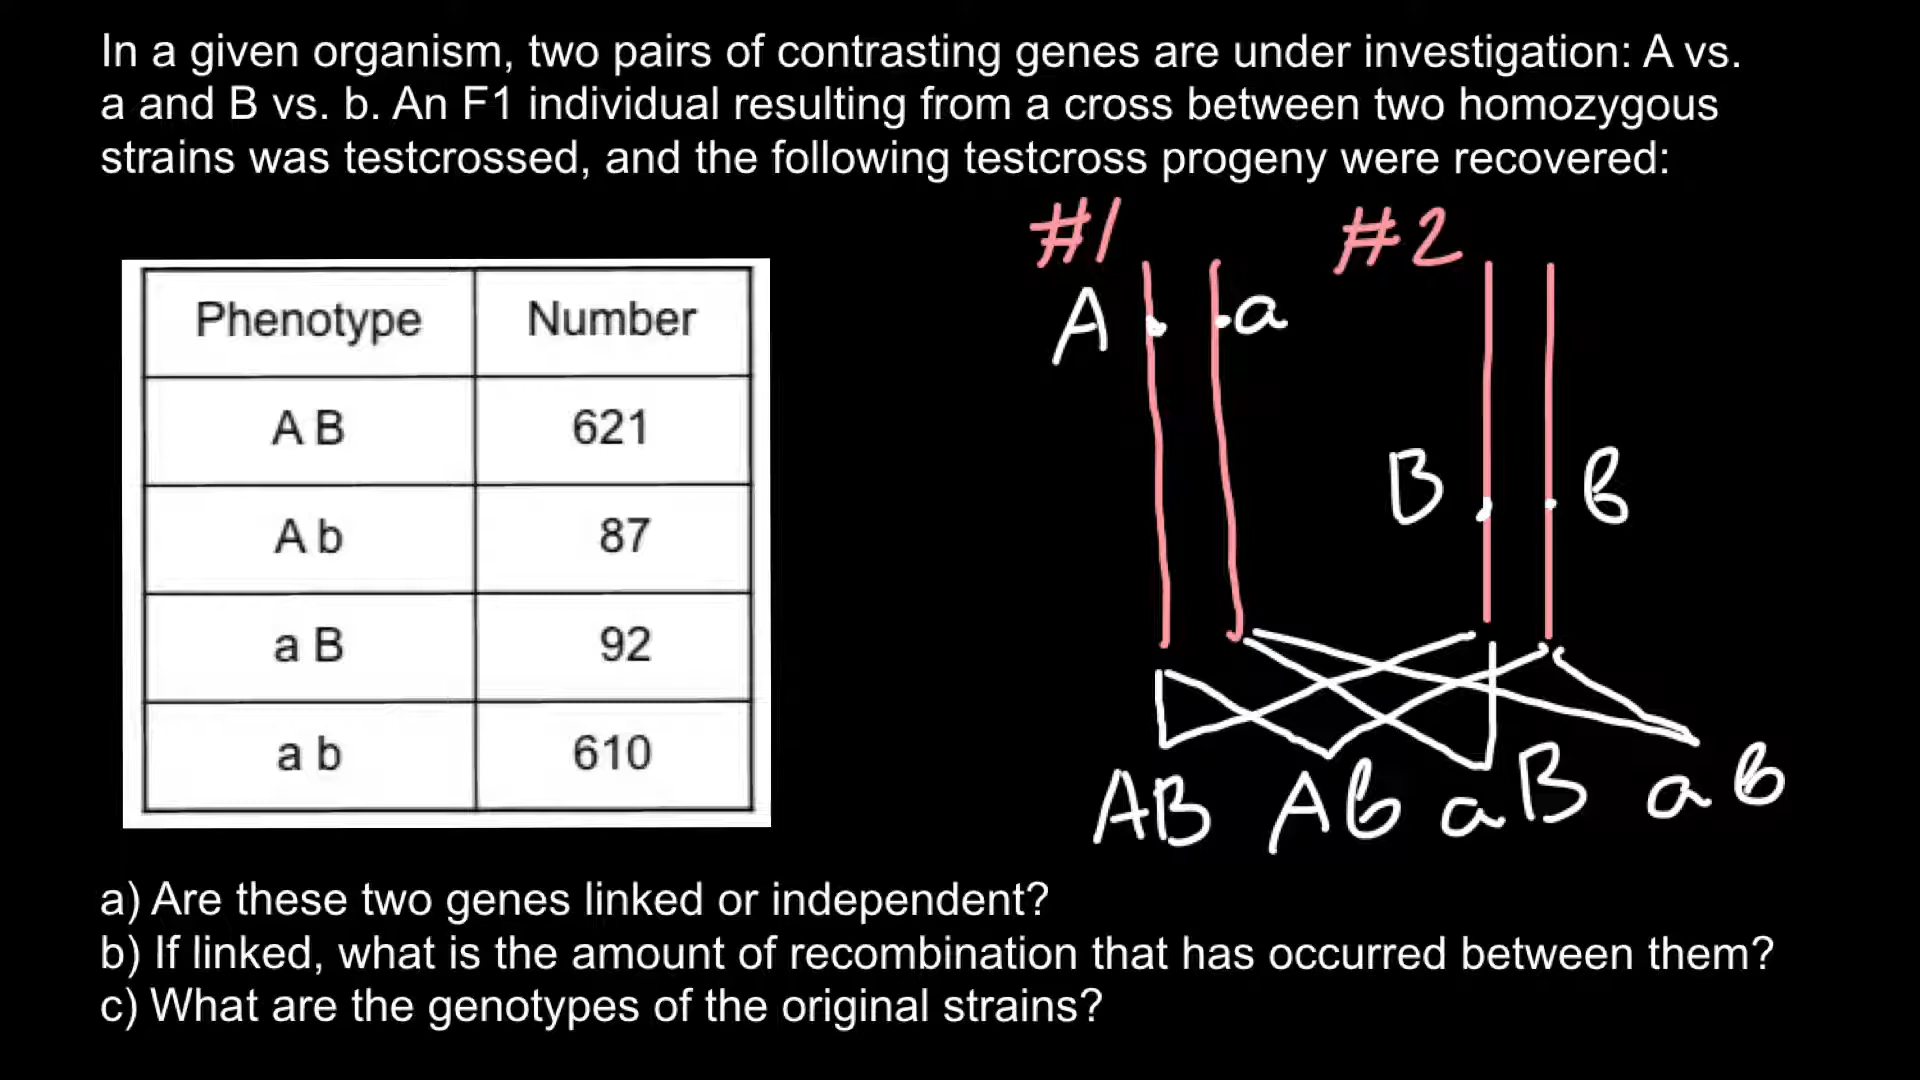 In a given organism, two pairs of contrasting genes are under investigation: A vs.
a and B vs. b. An F1 individual resulting from a cross between two homozygous
strains was testcrossed, and the following testcross progeny were recovered:
#1 #2
A a
B b
Phenotype Number
A B 621
A b 87
a B 92
a b 610
AB Ab aB ab
a) Are these two genes linked or independent?
b) If linked, what is the amount of recombination that has occurred between them?
c) What are the genotypes of the original strains?